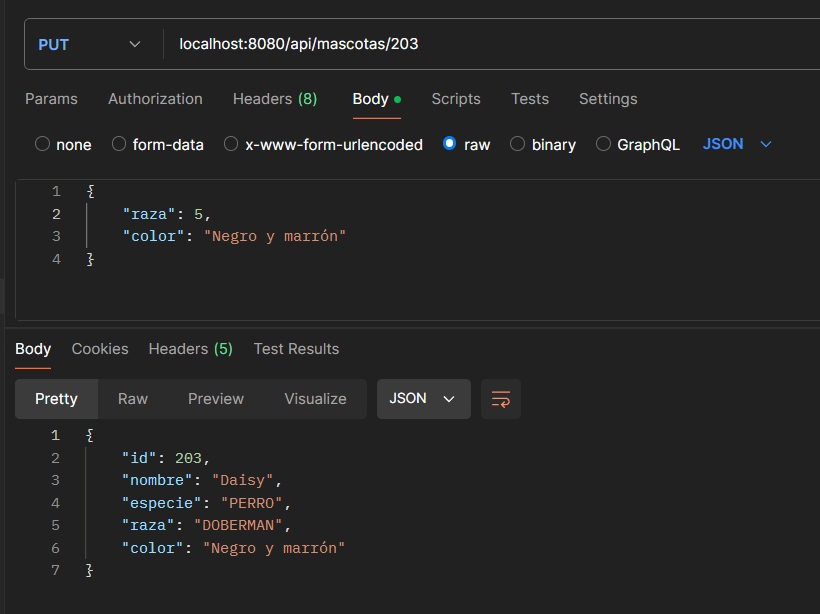 PUT localhost:8080/api/mascotas/203
Params Authorization Headers (8) Body Scripts Tests Settings
none form-data x-www-form-urlencoded raw binary GraphQL JSON
1 {
2 "raza": 5,
3 "color": "Negro y marrón"
4 }
Body Cookies Headers (5) Test Results
Pretty Raw Preview Visualize JSON
1 {
2 "id": 203,
3 "nombre": "Daisy",
4 "especie": "PERRO",
5 "raza": "DOBERMAN",
6 "color": "Negro y marrón"
7 }